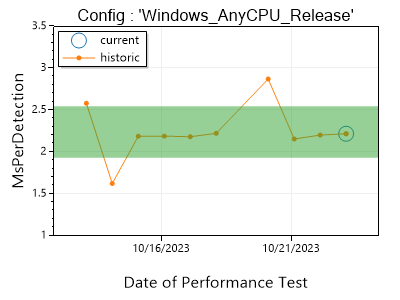 Config : 'Windows_AnyCPU_Release'
current
historic
3.5
3
2.5
2
1.5
1
MsPerDetection
10/16/2023
10/21/2023
Date of Performance Test